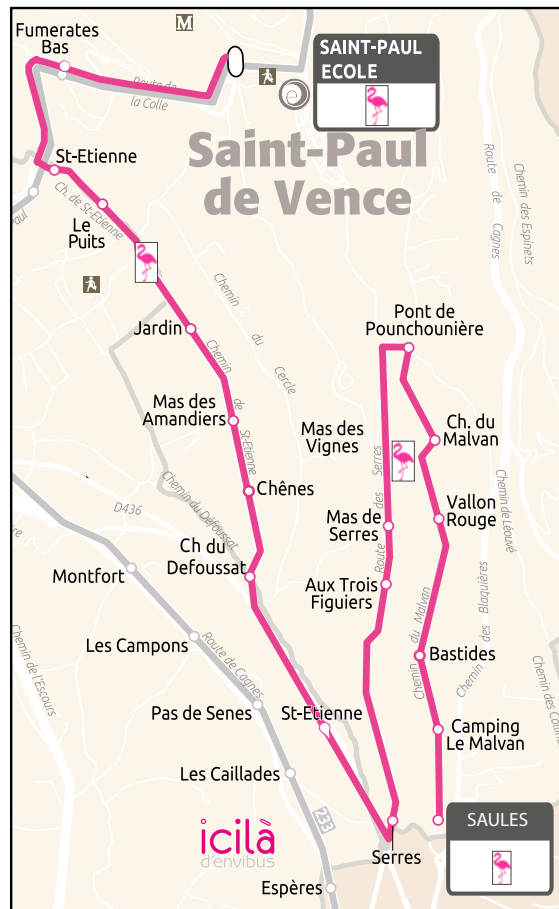 Fumerates
Bas
M
Route de
la Colle
SAINT-PAUL
ECOLE
e
Saint-Paul
de Vence
St-Etienne
Ch. de St-Etienne
Le
Puits
Route de Cagnes
Chemin des Espinets
Jardin
Chemin du Cercle
Pont de
Pounchounière
Chemin de St-Etienne
Mas des
Amandiers
Mas des
Vignes
Ch. du
Malvan
Chênes
Route des Serres
Chemin du Défoussat
D436
Mas de
Serres
Vallon
Rouge
Chemin de Léouvé
Montfort
Ch du
Defoussat
Aux Trois
Figuiers
Les Campons
Chemin de l'Escours
Route de Cagnes
Chemin du Malvan
Chemin des Blaquières
Bastides
Pas de Senes
St-Etienne
Camping
Le Malvan
Les Caillades
233
icilà
d'envibus
Serres
SAULES
Espères